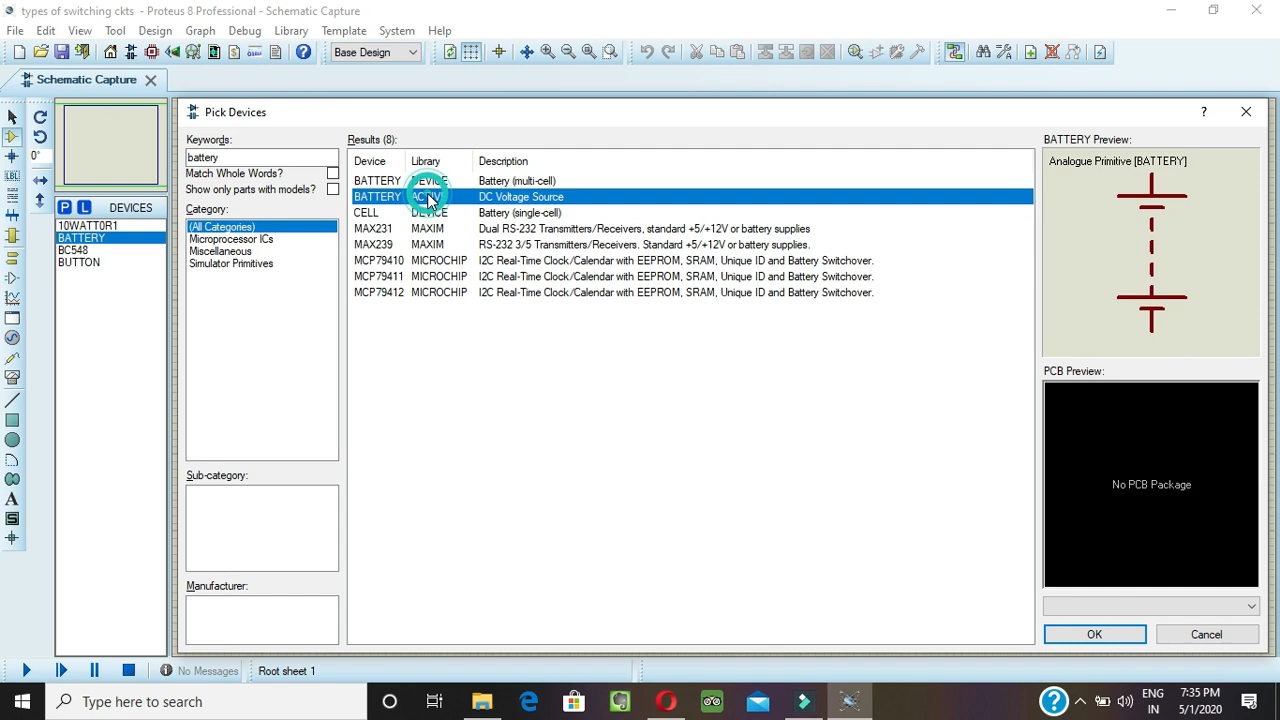 types of switching ckts - Proteus 8 Professional - Schematic Capture
File Edit View Tool Design Graph Debug Library Template System Help
Base Design
Schematic Capture
Pick Devices
?
Keywords:
battery
Match Whole Words?
Show only parts with models?
Category:
(All Categories)
Microprocessor ICs
Miscellaneous
Simulator Primitives
Sub-category:
Manufacturer:
Results (8):
Device Library Description
BATTERY DEVICE Battery (multi-cell)
BATTERY DC Voltage Source
CELL DEVICE Battery (single-cell)
MAX231 MAXIM Dual RS-232 Transmitters/Receivers, standard +5/+12V or battery supplies
MAX239 MAXIM RS-232 3/5 Transmitters/Receivers. Standard +5/+12V or battery supplies.
MCP79410 MICROCHIP I2C Real-Time Clock/Calendar with EEPROM, SRAM, Unique ID and Battery Switchover.
MCP79411 MICROCHIP I2C Real-Time Clock/Calendar with EEPROM, SRAM, Unique ID and Battery Switchover.
MCP79412 MICROCHIP I2C Real-Time Clock/Calendar with EEPROM, SRAM, Unique ID and Battery Switchover.
BATTERY Preview:
Analogue Primitive [BATTERY]
PCB Preview:
No PCB Package
OK Cancel
0°
LBL
A
S
P L DEVICES
10WATT0R1
BATTERY
BC548
BUTTON
No Messages Root sheet 1
Type here to search
ENG
IN
7:35 PM
5/1/2020